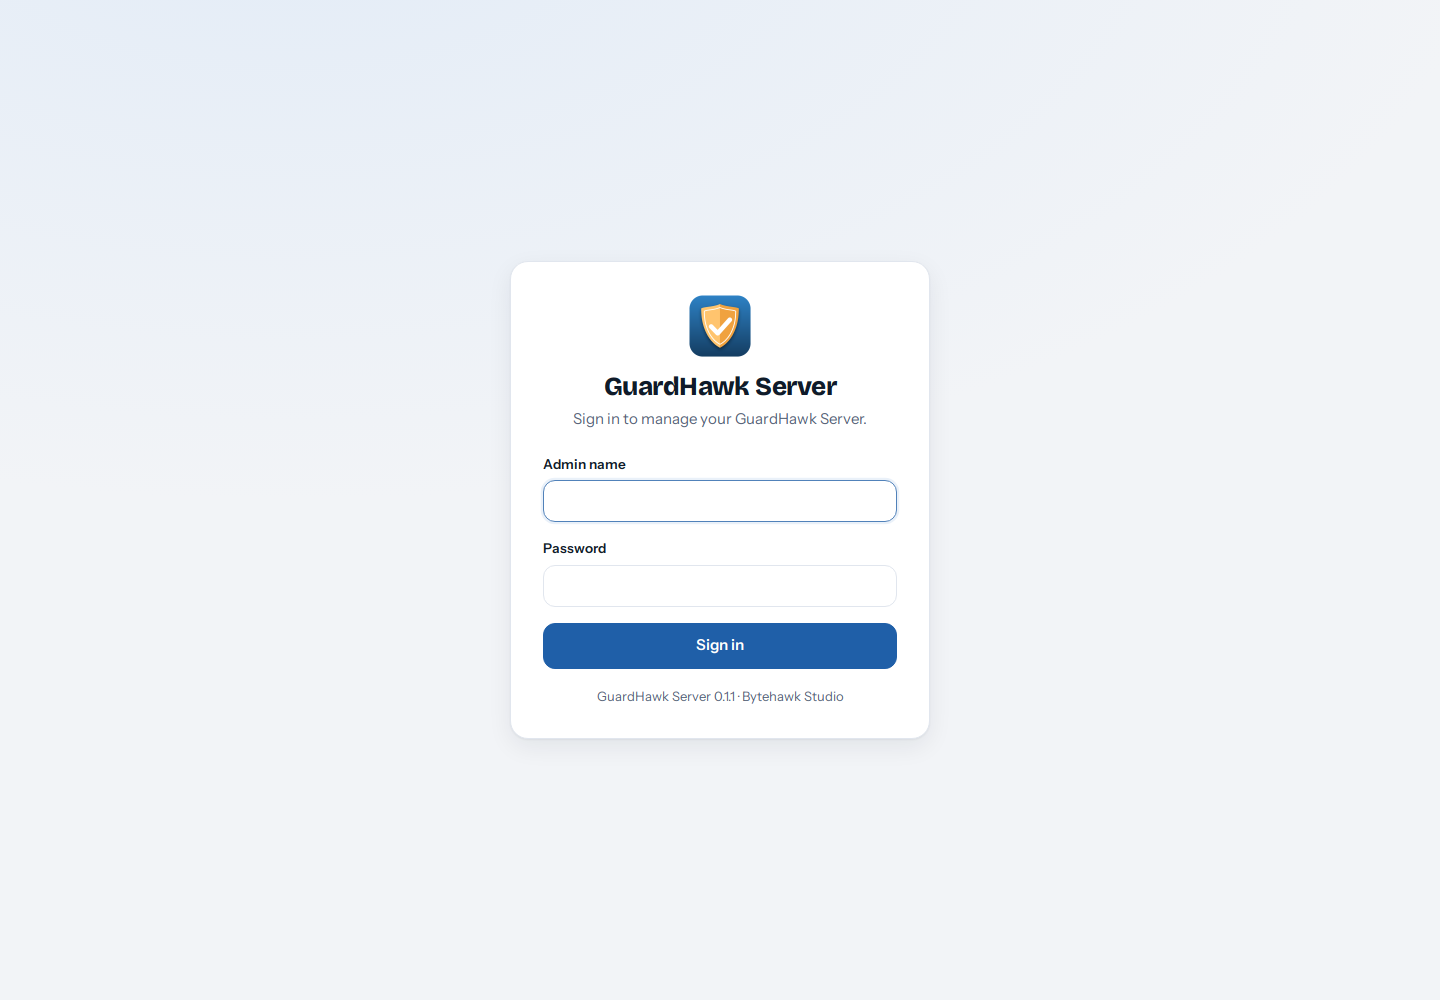 GuardHawk Server
Sign in to manage your GuardHawk Server.
Admin name
Password
Sign in
GuardHawk Server 0.1.1 · Bytehawk Studio